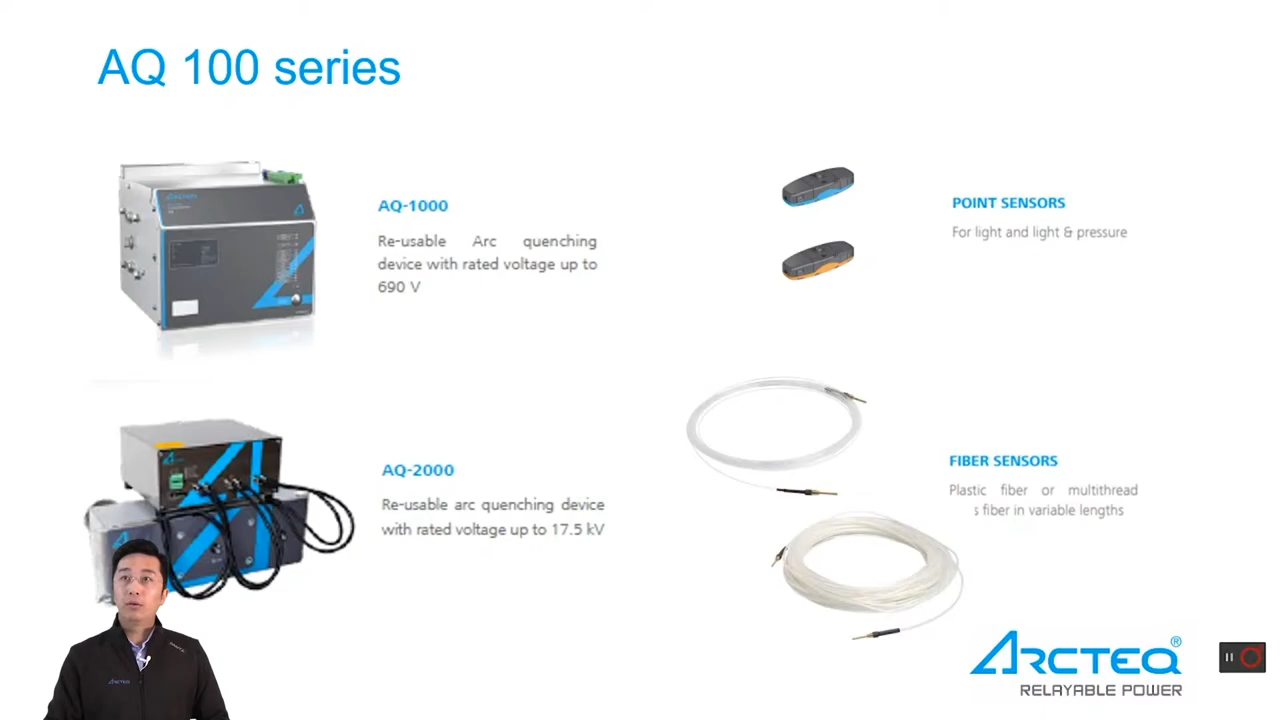 AQ 100 series
AQ-1000
Re-usable Arc quenching
device with rated voltage up to
690 V
POINT SENSORS
For light and light & pressure
AQ-2000
Re-usable arc quenching device
with rated voltage up to 17.5 kV
FIBER SENSORS
Plastic fiber or multithread
s fiber in variable lengths
ARCTEQ®
RELAYABLE POWER
ARCTEQ
ARCTEQ